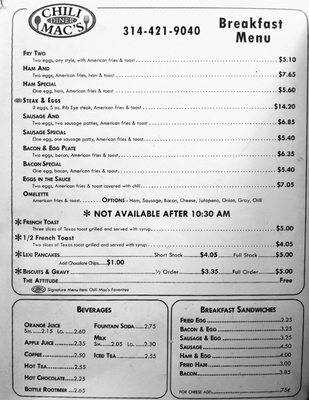 CHILI
DINER
MAC'S
314-421-9040
Breakfast
Menu
FRY TWO
Two eggs, any style, with American fries & toast $5.10
HAM AND
Two eggs, American fries, ham & toast $7.65
HAM SPECIAL
One egg, ham, American fries & toast $5.60
STEAK & EGGS
2 eggs, 5 oz. Rib Eye steak, American fries & toast $14.20
SAUSAGE AND
Two eggs, two sausage patties, American fries & toast $6.85
SAUSAGE SPECIAL
One egg, one sausage patty, American fries & toast $5.40
BACON & EGG PLATE
Two eggs, bacon, American fries & toast $6.35
BACON SPECIAL
One egg, bacon, American fries & toast $5.40
EGGS IN THE SAUCE
Two eggs, American fries & toast covered with chili $7.05
OMELETTE
American fries & toast OPTIONS - Ham, Sausage, Bacon, Cheese, Jalapeno, Onion, Gray, Chili
* NOT AVAILABLE AFTER 10:30 AM
* FRENCH TOAST
Three slices of Texas toast grilled and served with syrup $5.00
* 1/2 French Toast
Two slices of Texas toast grilled and served with syrup $4.05
* LEXI PANCAKES Short Stock $4.05 Full Stock $5.00
Add Chocolate Chips $1.00
* BISCUITS & GRAVY ½ Order $3.35 Full Order $5.00
THE ATTITUDE Free
Signature Menu Item Chili Mac's Favorites
BEVERAGES
ORANGE JUICE
SM. 2.15 LG. 2.60
APPLE JUICE 2.35
COFFEE 2.50
HOT TEA 2.55
HOT CHOCOLATE 2.25
BOTTLE ROOTBEER 2.65
FOUNTAIN SODA 2.75
MILK
SM. 2.05 LG. 2.30
ICED TEA 2.55
BREAKFAST SANDWICHES
FRIED EGG 2.25
BACON & EGG 3.25
SAUSAGE & EGG 3.25
SAUSAGE 4.50
HAM & EGG 4.00
FRIED HAM 3.00
BACON 3.85
FOR CHEESE ADD .75¢